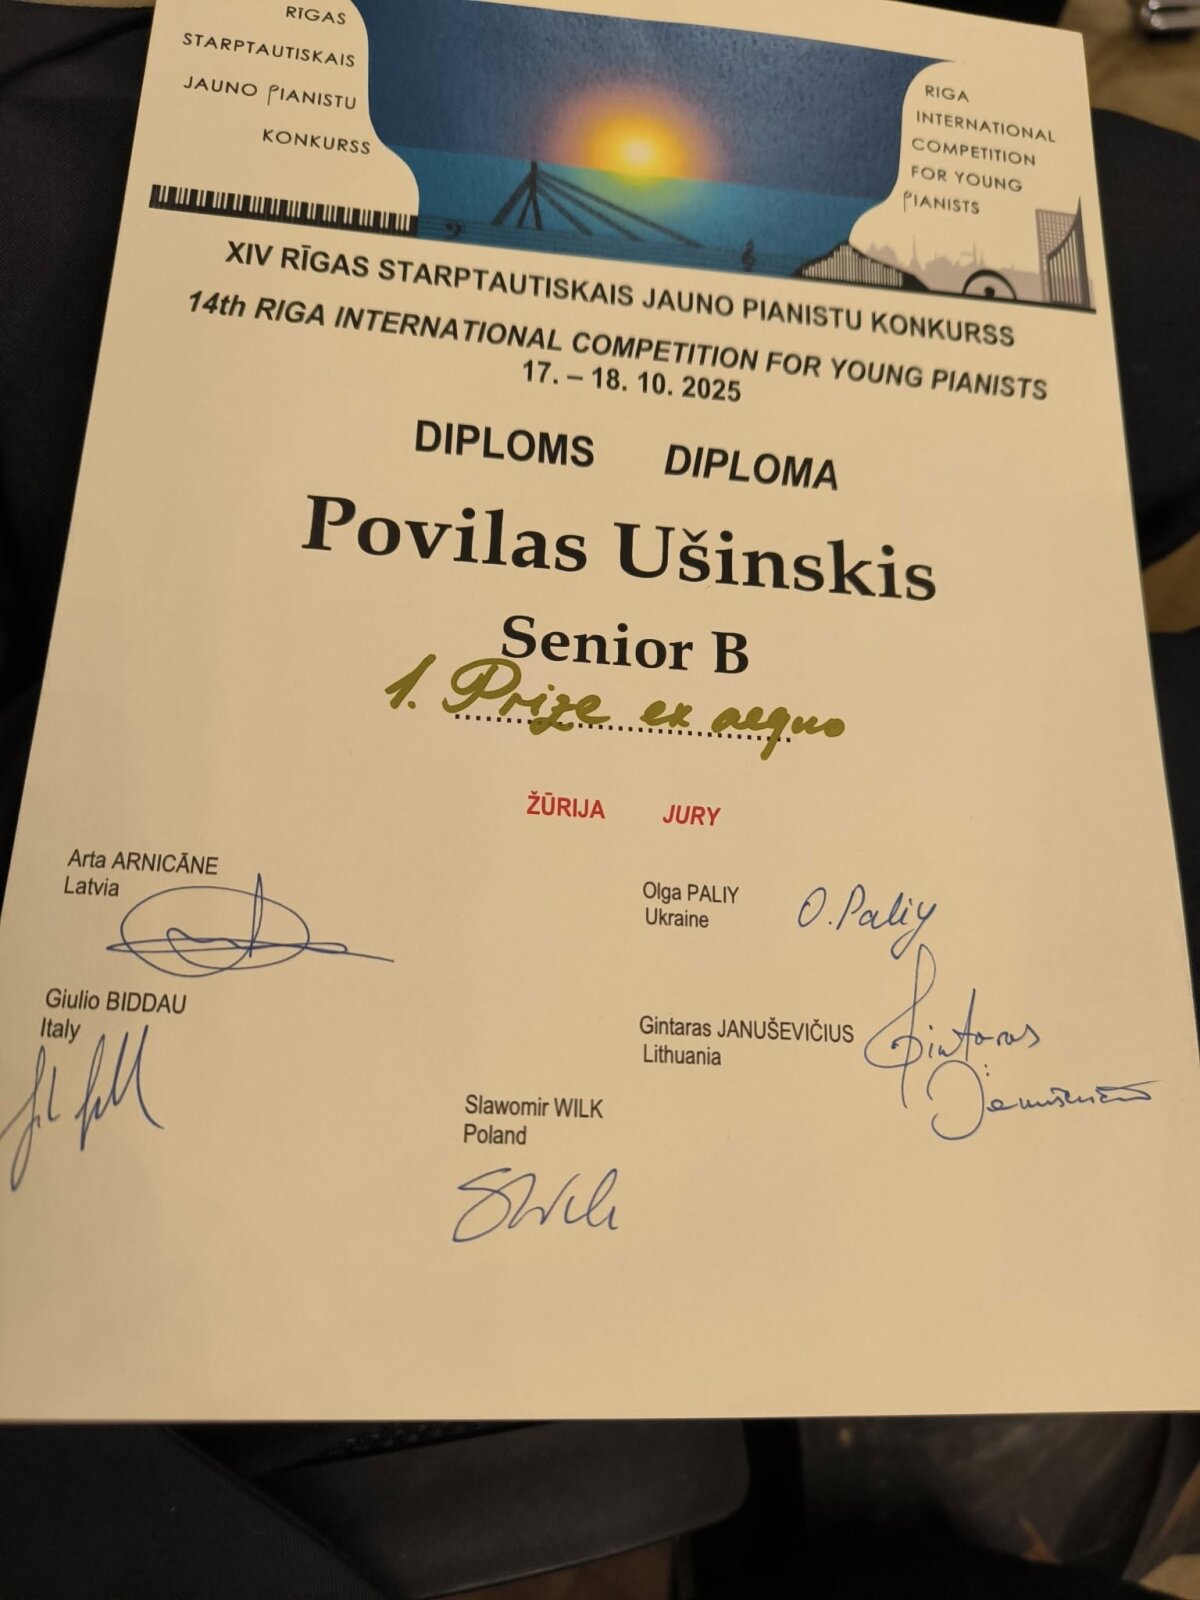 RĪGAS
STARPTAUTISKAIS
JAUNO PIANISTU
KONKURSS
RIGA
INTERNATIONAL
COMPETITION
FOR YOUNG
PIANISTS
XIV RĪGAS STARPTAUTISKAIS JAUNO PIANISTU KONKURSS
14th RIGA INTERNATIONAL COMPETITION FOR YOUNG PIANISTS
17. – 18. 10. 2025
DIPLOMS DIPLOMA
Povilas Ušinskis
Senior B
1. Prize ex aequo
ŽŪRIJA JURY
Arta ARNICĀNE
Latvia
Olga PALIY
Ukraine
O. Paliy
Giulio BIDDAU
Italy
Gintaras JANUŠEVIČIUS
Lithuania
Gintaras
Slawomir WILK
Poland
SWilk